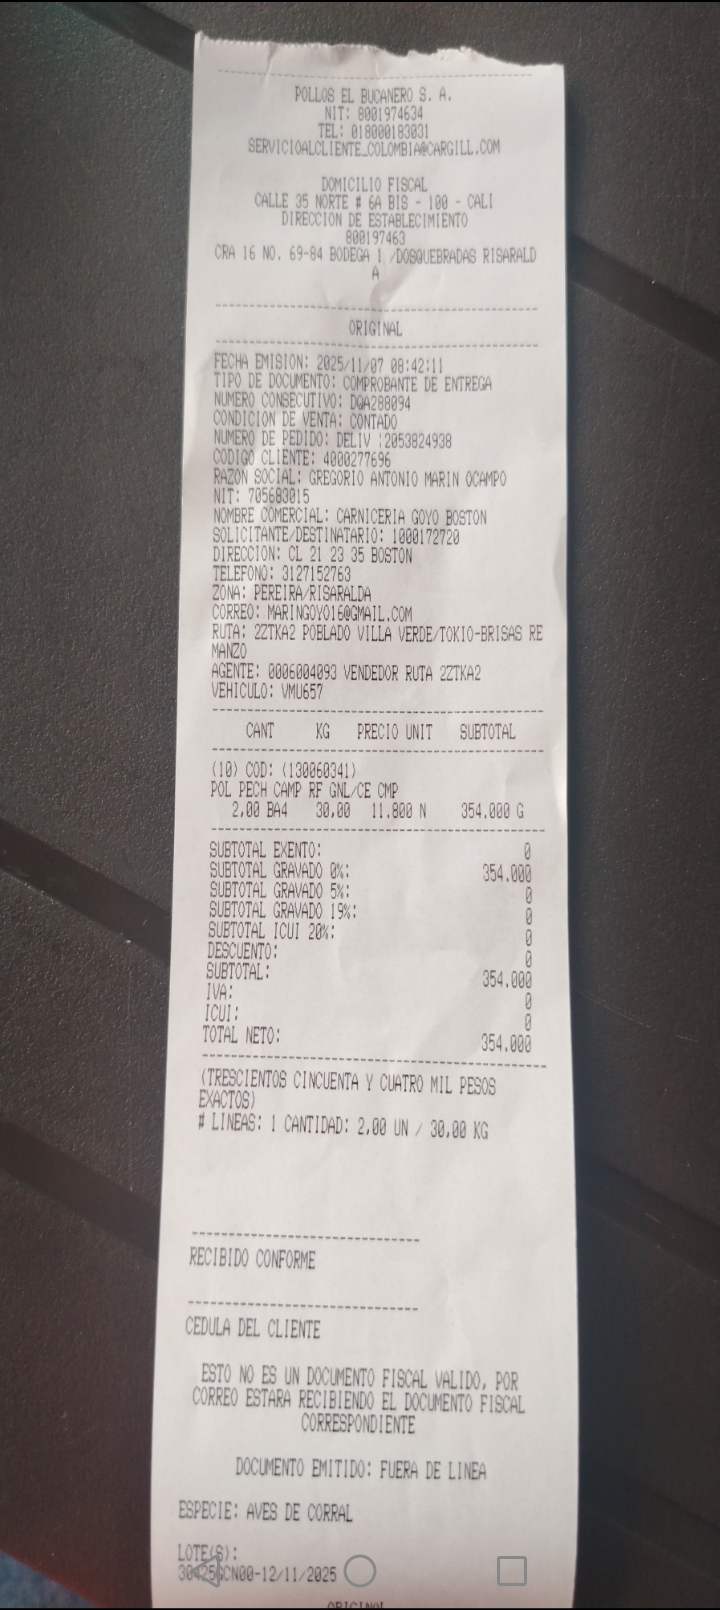 POLLOS EL BUCANERO S. A.
NIT: 8001974634
TEL: 018000183031
SERVICIOALCLIENTE_COLOMBIA@CARGILL.COM
DOMICILIO FISCAL
CALLE 35 NORTE # 6A BIS - 100 - CALI
DIRECCION DE ESTABLECIMIENTO
800197463
CRA 16 NO. 69-84 BODEGA 1 /DOSQUEBRADAS RISARALD
A
ORIGINAL
FECHA EMISION: 2025/11/07 08:42:11
TIPO DE DOCUMENTO: COMPROBANTE DE ENTREGA
NUMERO CONSECUTIVO: DQA288094
CONDICION DE VENTA: CONTADO
NUMERO DE PEDIDO: DELIV :2053824938
CODIGO CLIENTE: 4000277696
RAZON SOCIAL: GREGORIO ANTONIO MARIN OCAMPO
NIT: 705683015
NOMBRE COMERCIAL: CARNICERIA GOYO BOSTON
SOLICITANTE/DESTINATARIO: 1000172720
DIRECCION: CL 21 23 35 BOSTON
TELEFONO: 3127152763
ZONA: PEREIRA/RISARALDA
CORREO: MARINGOYO16@GMAIL.COM
RUTA: 2ZTKA2 POBLADO VILLA VERDE/TOKIO-BRISAS RE
MANZO
AGENTE: 0006004093 VENDEDOR RUTA 2ZTKA2
VEHICULO: VMU657
CANT KG PRECIO UNIT SUBTOTAL
(10) COD: (130060341)
POL PECH CAMP RF GNL/CE CMP
2,00 BA4 30,00 11.800 N 354.000 G
SUBTOTAL EXENTO: 0
SUBTOTAL GRAVADO 0%: 354.000
SUBTOTAL GRAVADO 5%: 0
SUBTOTAL GRAVADO 19%: 0
SUBTOTAL ICUI 20%: 0
DESCUENTO: 0
SUBTOTAL: 354.000
IVA: 0
ICUI: 0
TOTAL NETO: 354.000
(TRESCIENTOS CINCUENTA Y CUATRO MIL PESOS
EXACTOS)
# LINEAS: 1 CANTIDAD: 2,00 UN / 30,00 KG
RECIBIDO CONFORME
CEDULA DEL CLIENTE
ESTO NO ES UN DOCUMENTO FISCAL VALIDO, POR
CORREO ESTARA RECIBIENDO EL DOCUMENTO FISCAL
CORRESPONDIENTE
DOCUMENTO EMITIDO: FUERA DE LINEA
ESPECIE: AVES DE CORRAL
LOTE(S):
ORIGINAL